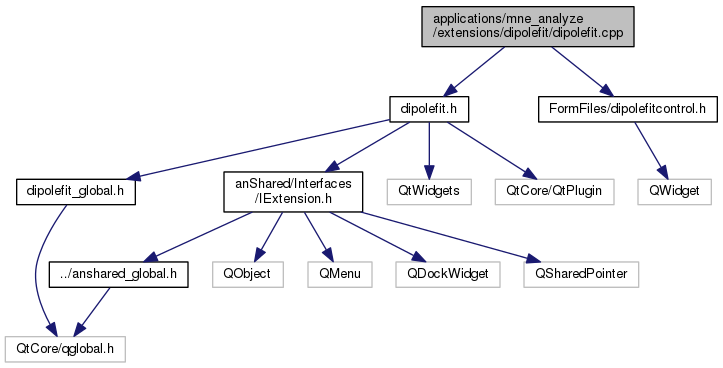 applications/mne_analyze
/extensions/dipolefit/dipolefit.cpp
dipolefit.h
FormFiles/dipolefitcontrol.h
dipolefit_global.h
anShared/Interfaces
/IExtension.h
QtWidgets
QtCore/QtPlugin
QWidget
../anshared_global.h
QObject
QMenu
QDockWidget
QSharedPointer
QtCore/qglobal.h